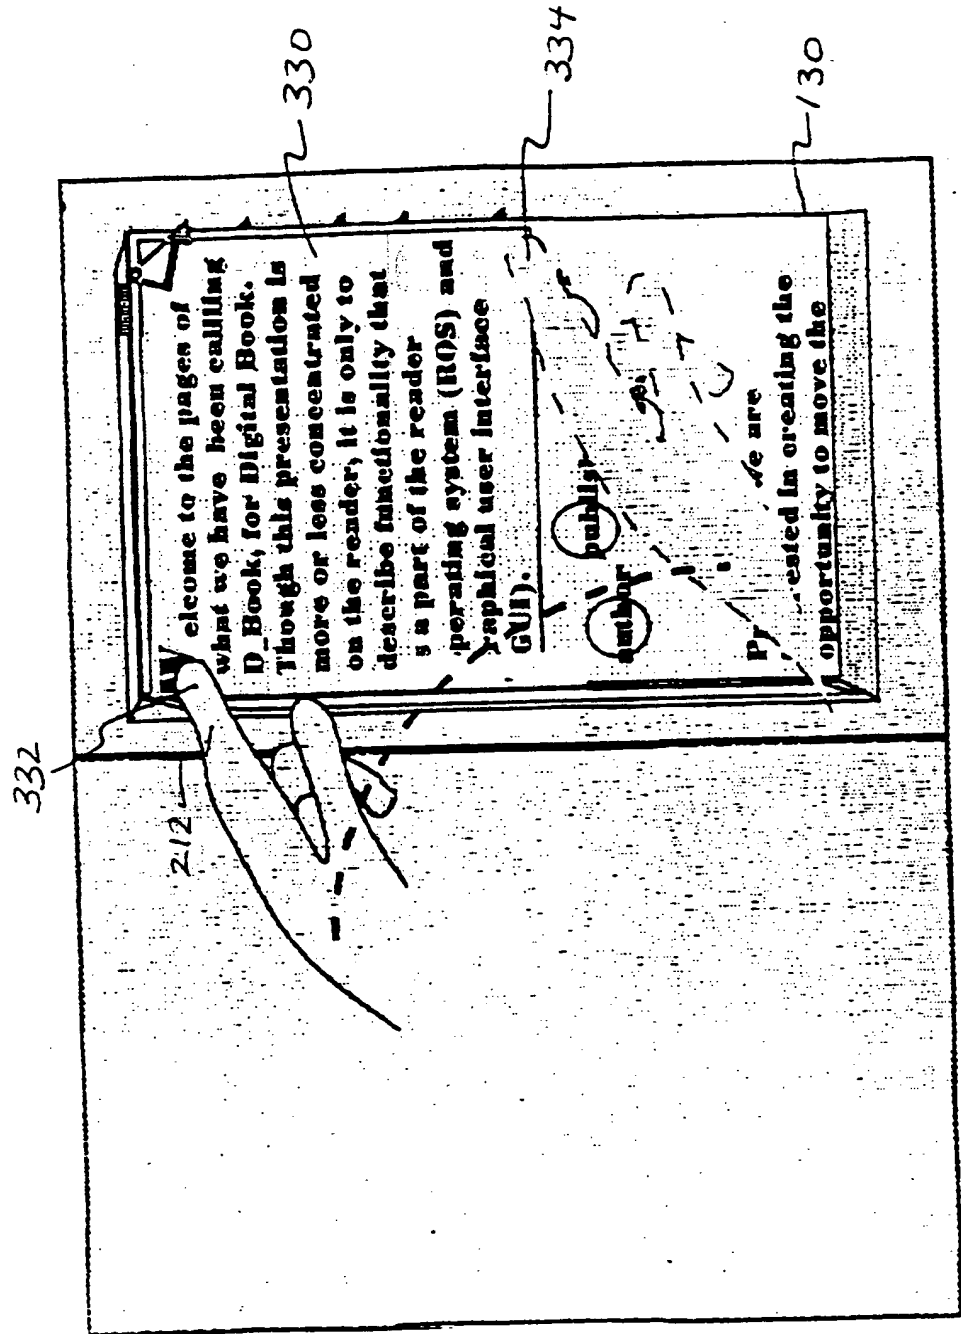 elcome to the pages of
what we have been callling
D_Book, for Digital Book.
Though this presentation is
more or less concentrated
on the reader, it is only to
describe functionality that
s a part of the reader
perating system (ROS) and
raphical user interface
GUI).
author publis
Pr e are
ested in creating the
opportunity to move the
332
212
330
334
130